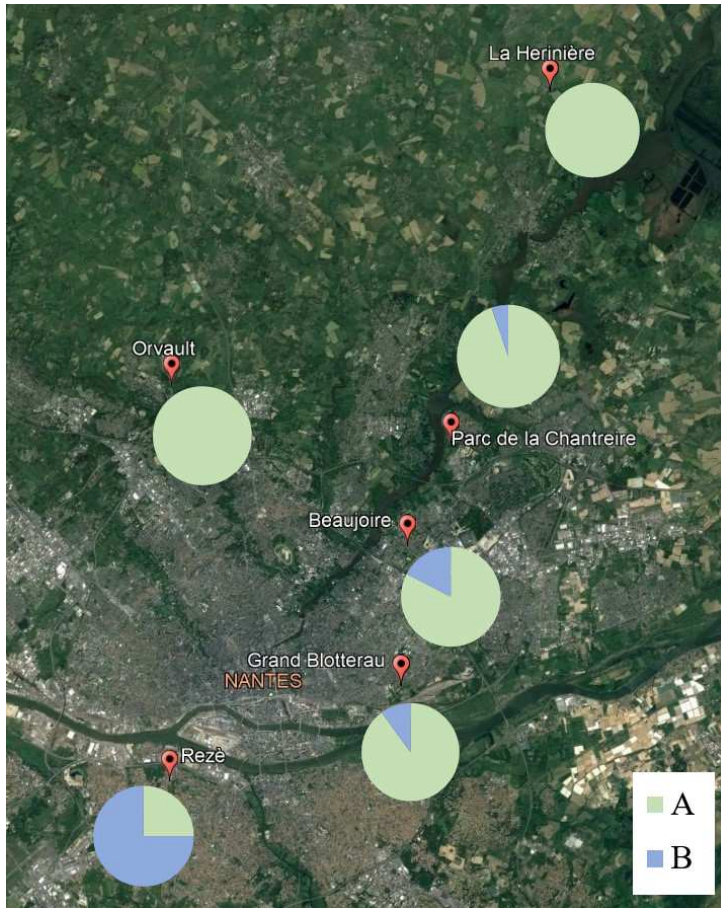 La Herinière
Orvault
Parc de la Chantreire
Beaujoire
Grand Blotterau
NANTES
Rezè
A
B